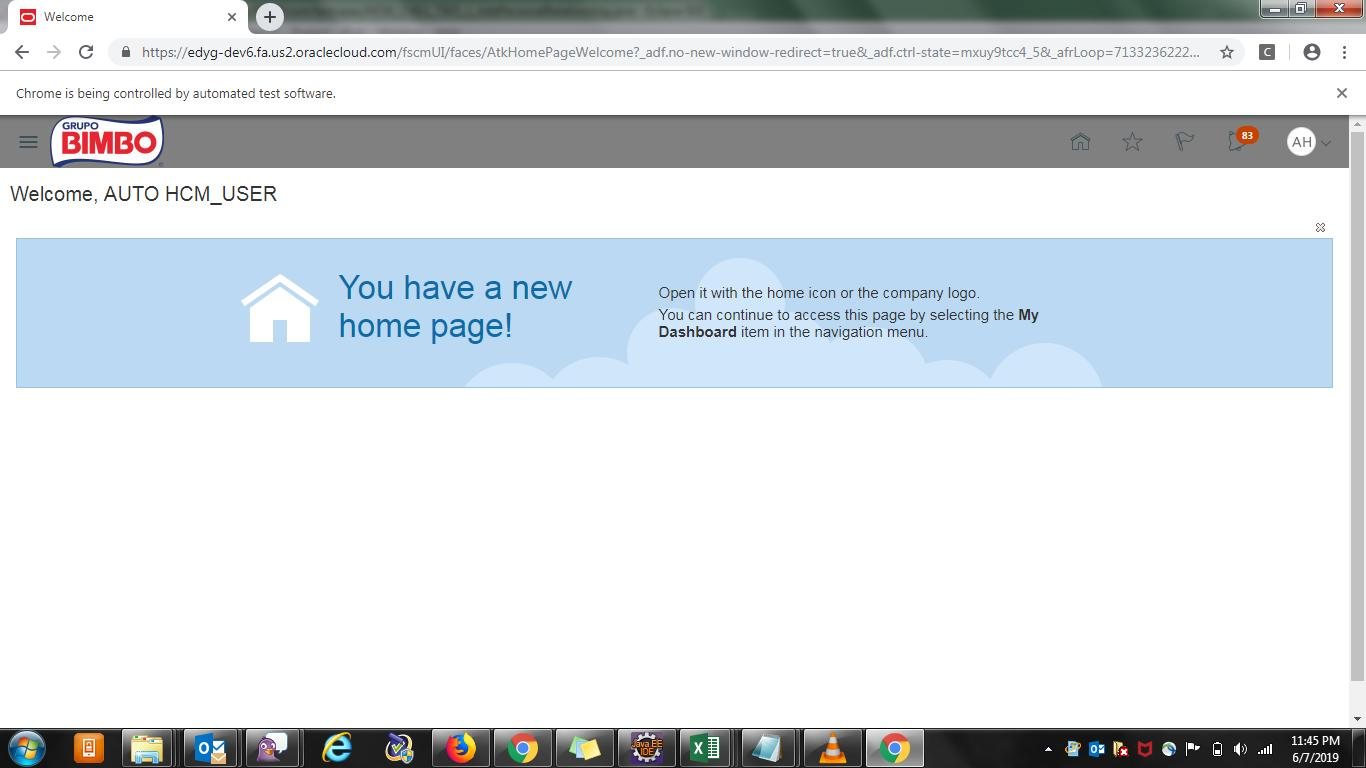 Welcome
https://edyg-dev6.fa.us2.oraclecloud.com/fscmUI/faces/AtkHomePageWelcome?_adf.no-new-window-redirect=true&_adf.ctrl-state=mxuy9tcc4_5&_afrLoop=7133236222...
C
Chrome is being controlled by automated test software.
GRUPO
BIMBO
83
AH
Welcome, AUTO HCM_USER
You have a new
home page!
Open it with the home icon or the company logo.
You can continue to access this page by selecting the My
Dashboard item in the navigation menu.
Java EE
IDE
11:45 PM
6/7/2019